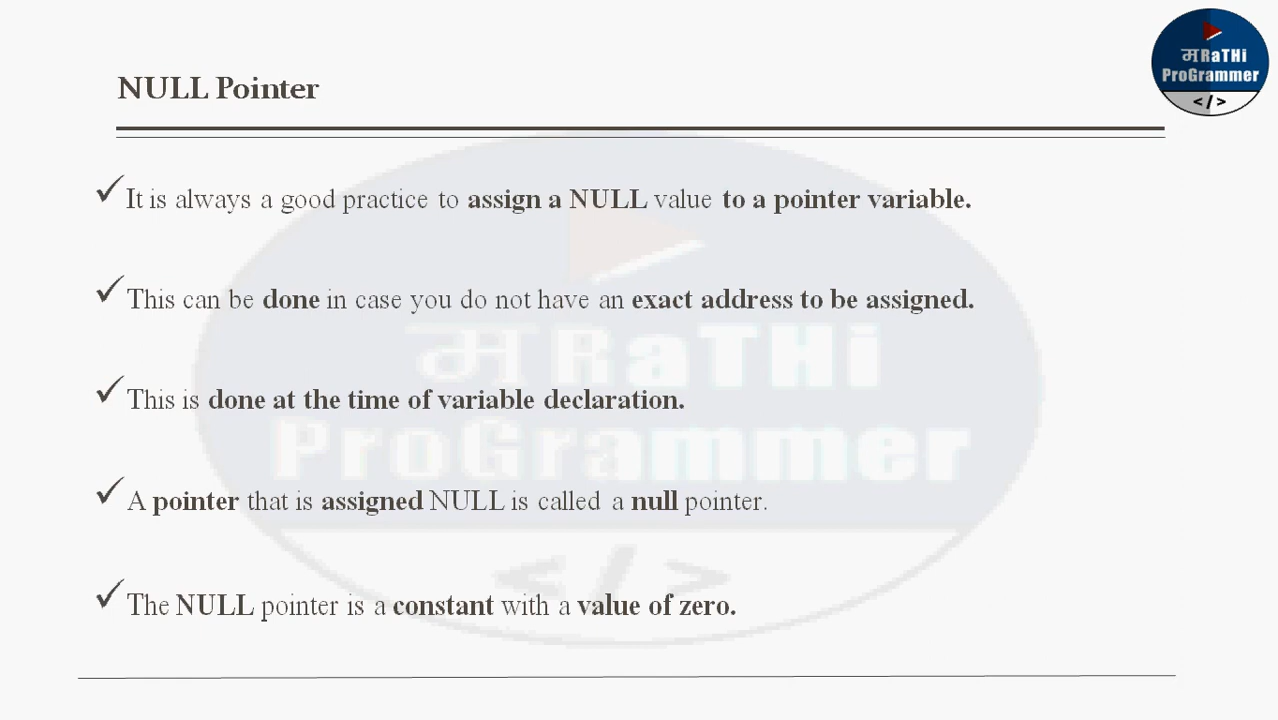 मRaTHi
ProGrammer
</>
NULL Pointer
It is always a good practice to assign a NULL value to a pointer variable.
This can be done in case you do not have an exact address to be assigned.
This is done at the time of variable declaration.
A pointer that is assigned NULL is called a null pointer.
The NULL pointer is a constant with a value of zero.
मRaTHi
ProGrammer
</>